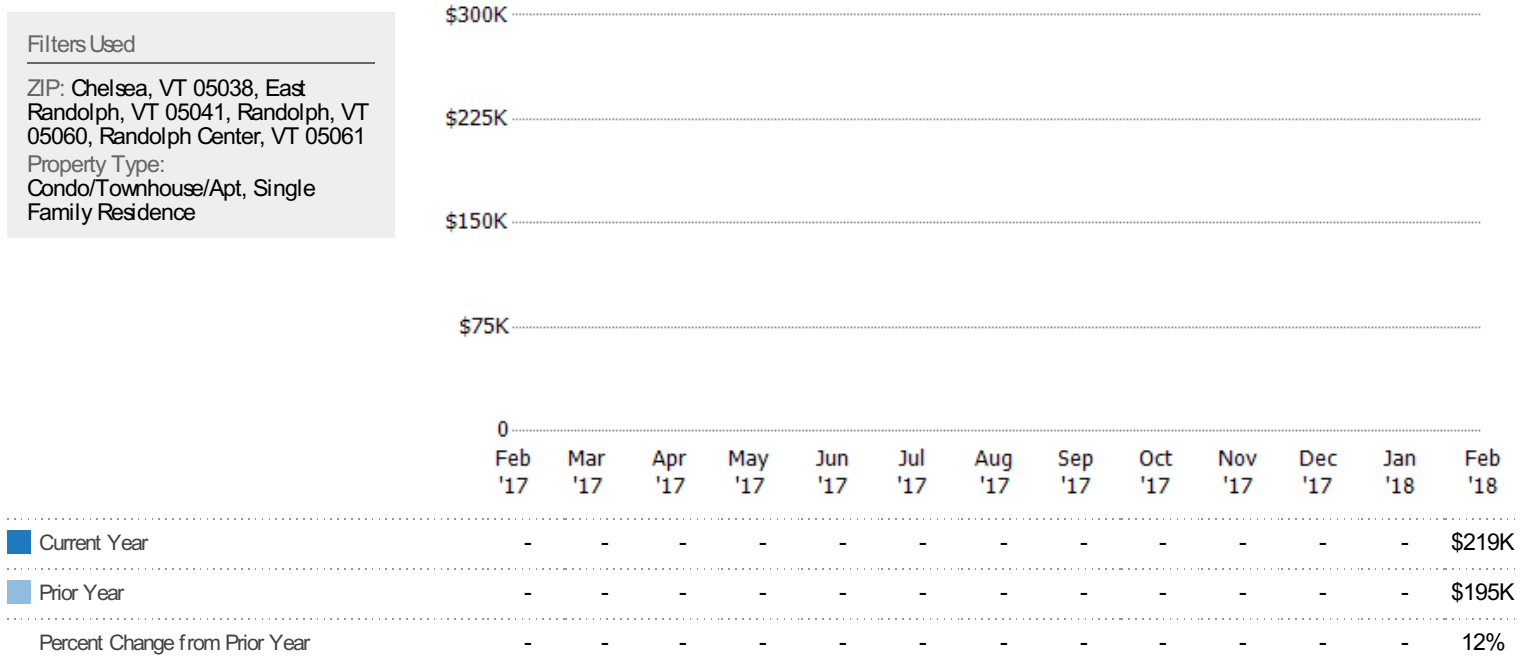 Filters Used
ZIP: Chelsea, VT 05038, East
Randolph, VT 05041, Randolph, VT
05060, Randolph Center, VT 05061
Property Type:
Condo/Townhouse/Apt, Single
Family Residence
$300K
$225K
$150K
$75K
0
Feb Mar Apr May Jun Jul Aug Sep Oct Nov Dec Jan Feb
'17 '17 '17 '17 '17 '17 '17 '17 '17 '17 '17 '18 '18
Current Year - - - - - - - - - - - - $219K
Prior Year - - - - - - - - - - - - $195K
Percent Change from Prior Year - - - - - - - - - - - - 12%